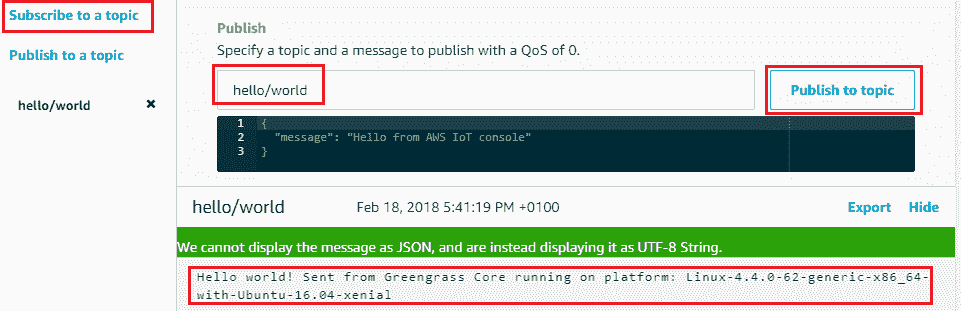 Subscribe to a topic
Publish to a topic
hello/world ×
Publish
Specify a topic and a message to publish with a QoS of 0.
hello/world
Publish to topic
1 {
2 "message": "Hello from AWS IoT console"
3 }
hello/world Feb 18, 2018 5:41:19 PM +0100 Export Hide
We cannot display the message as JSON, and are instead displaying it as UTF-8 String.
Hello world! Sent from Greengrass Core running on platform: Linux-4.4.0-62-generic-x86_64-
with-Ubuntu-16.04-xenial